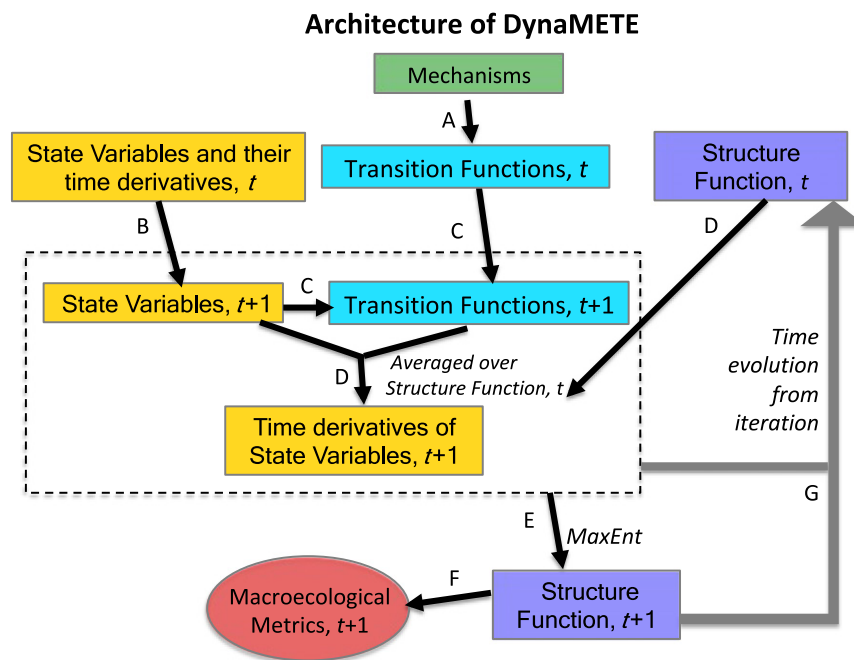 Architecture of DynaMETE
Mechanisms
A
State Variables and their
time derivatives, t
Transition Functions, t
Structure
Function, t
B
C
D
C
State Variables, t+1
Transition Functions, t+1
D
Averaged over
Structure Function, t
Time
evolution
from
iteration
Time derivatives of
State Variables, t+1
E
MaxEnt
G
F
Macroecological
Metrics, t+1
Structure
Function, t+1